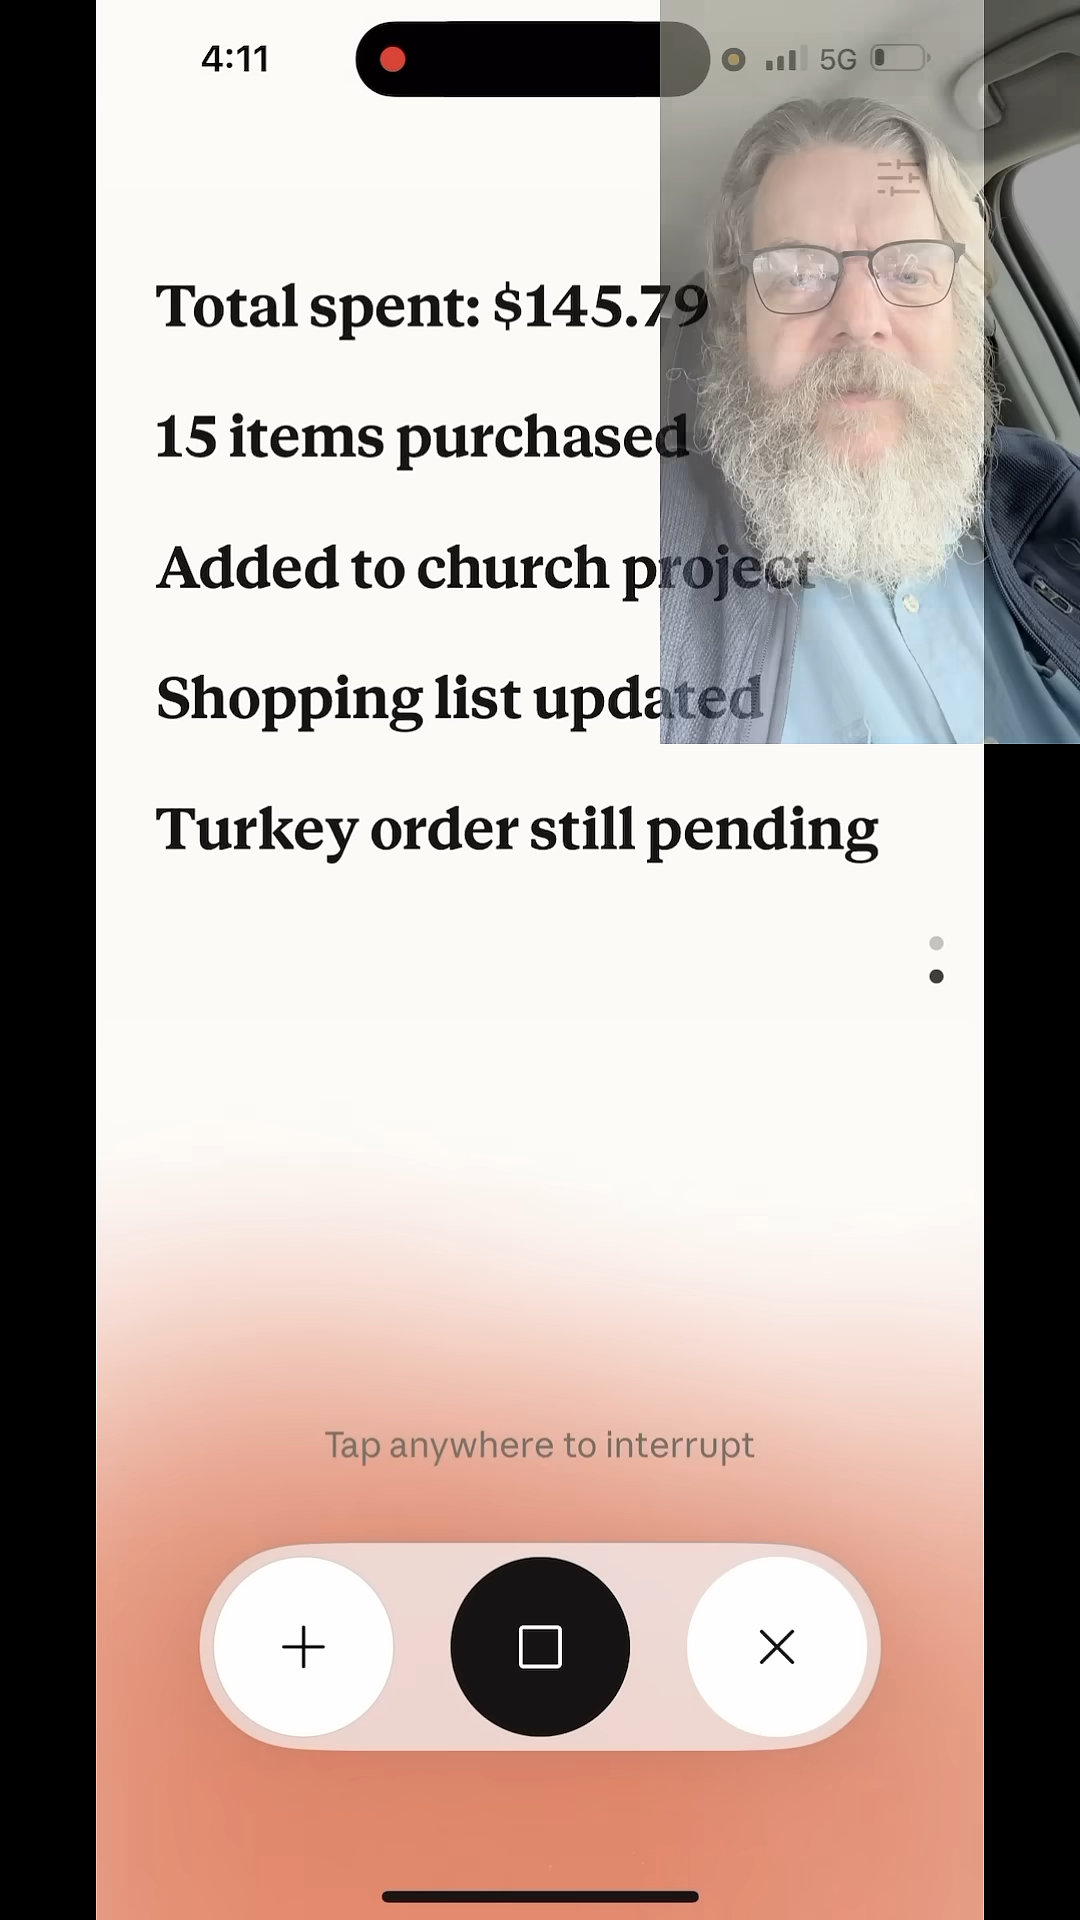 4:11
5G
Total spent: $145.79
15 items purchased
Added to church project
Shopping list updated
Turkey order still pending
Tap anywhere to interrupt